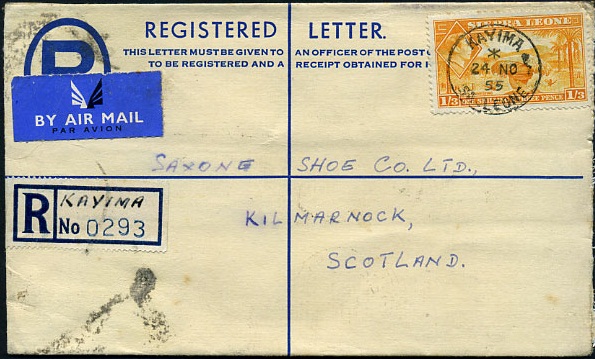 REGISTERED LETTER.
THIS LETTER MUST BE GIVEN TO AN OFFICER OF THE POST
TO BE REGISTERED AND A RECEIPT OBTAINED FOR
R
SIERRA LEONE
1/3 PENCE 1/3
KAYIMA
24 NO
55
S. LEONE
BY AIR MAIL
PAR AVION
SAXONE SHOE CO. LTD.,
KILMARNOCK,
SCOTLAND.
R KAYIMA
No 0293